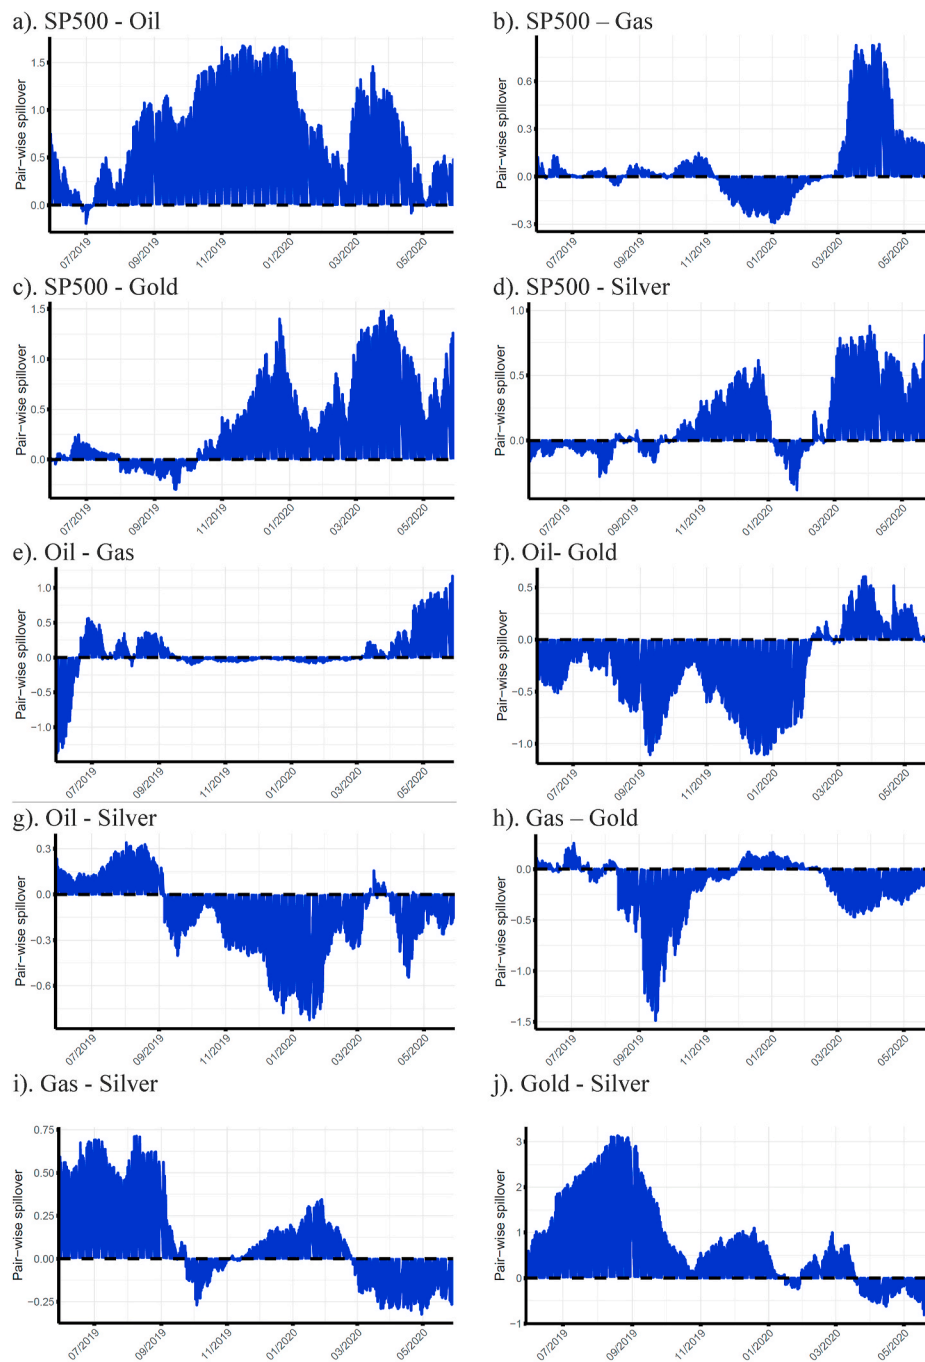 a). SP500 - Oil
Pair−wise spillover
1.5
1.0
0.5
0.0
07/2019 09/2019 11/2019 01/2020 03/2020 05/2020
b). SP500 – Gas
Pair−wise spillover
0.6
0.3
0.0
−0.3
07/2019 09/2019 11/2019 01/2020 03/2020 05/2020
c). SP500 - Gold
Pair−wise spillover
1.5
1.0
0.5
0.0
07/2019 09/2019 11/2019 01/2020 03/2020 05/2020
d). SP500 - Silver
Pair−wise spillover
1.0
0.5
0.0
07/2019 09/2019 11/2019 01/2020 03/2020 05/2020
e). Oil - Gas
Pair−wise spillover
1.0
0.5
0.0
−0.5
−1.0
07/2019 09/2019 11/2019 01/2020 03/2020 05/2020
f). Oil- Gold
Pair−wise spillover
0.5
0.0
−0.5
−1.0
07/2019 09/2019 11/2019 01/2020 03/2020 05/2020
g). Oil - Silver
Pair−wise spillover
0.3
0.0
−0.3
−0.6
07/2019 09/2019 11/2019 01/2020 03/2020 05/2020
h). Gas – Gold
Pair−wise spillover
0.0
−0.5
−1.0
−1.5
07/2019 09/2019 11/2019 01/2020 03/2020 05/2020
i). Gas - Silver
Pair−wise spillover
0.75
0.50
0.25
0.00
−0.25
07/2019 09/2019 11/2019 01/2020 03/2020 05/2020
j). Gold - Silver
Pair−wise spillover
3
2
1
0
−1
07/2019 09/2019 11/2019 01/2020 03/2020 05/2020